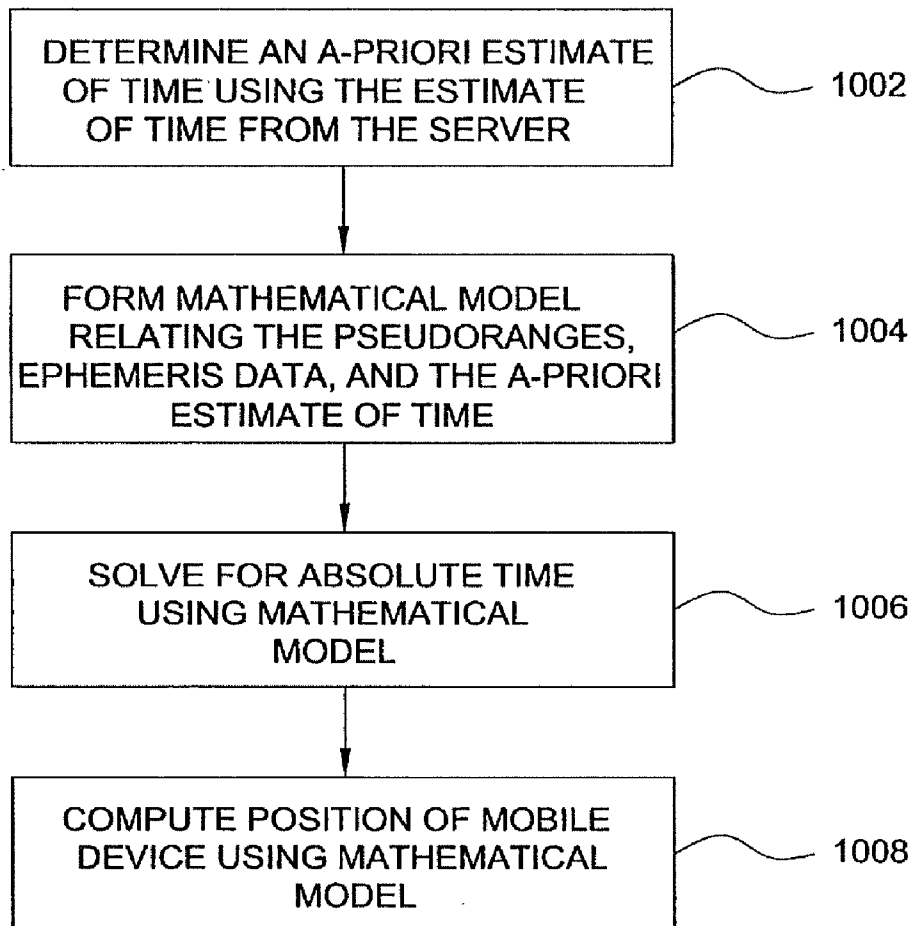 DETERMINE AN A-PRIORI ESTIMATE
OF TIME USING THE ESTIMATE
OF TIME FROM THE SERVER
1002
FORM MATHEMATICAL MODEL
RELATING THE PSEUDORANGES,
EPHEMERIS DATA, AND THE A-PRIORI
ESTIMATE OF TIME
1004
SOLVE FOR ABSOLUTE TIME
USING MATHEMATICAL
MODEL
1006
COMPUTE POSITION OF MOBILE
DEVICE USING MATHEMATICAL
MODEL
1008